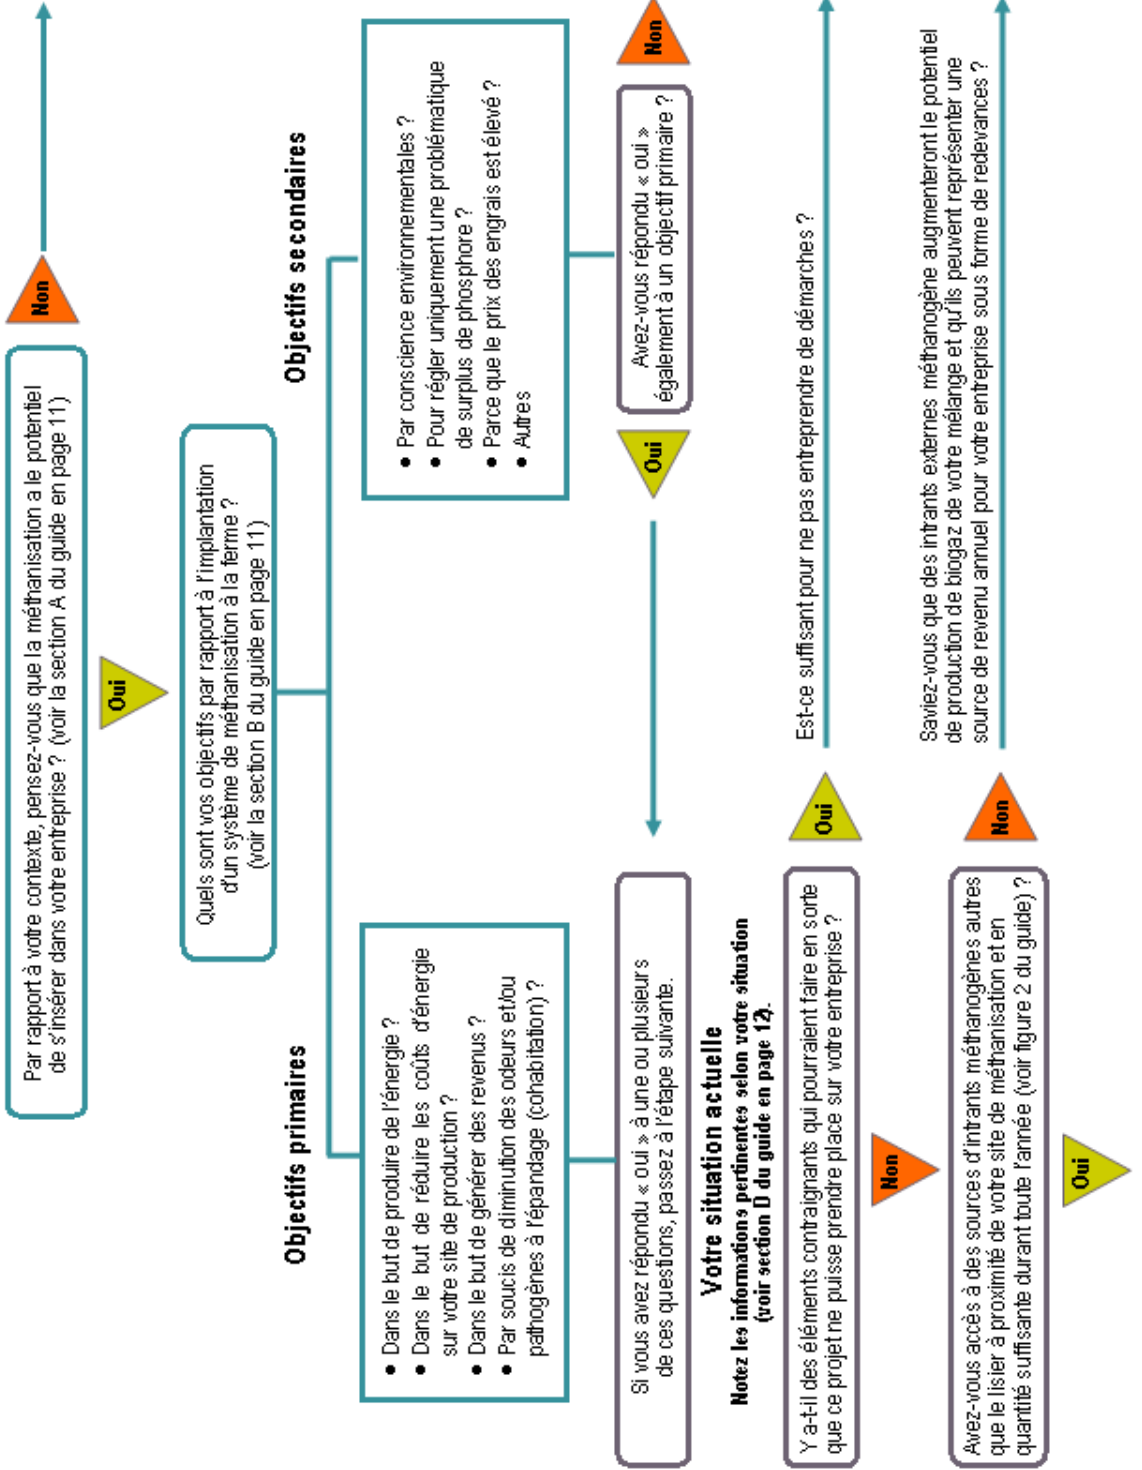 Par rapport à votre contexte, pensez-vous que la méthanisation a le potentiel
de s'insérer dans votre entreprise ? (voir la section A du guide en page 11)
Non
Oui
Quels sont vos objectifs par rapport à l'implantation
d'un système de méthanisation à la ferme ?
(voir la section B du guide en page 11)
Objectifs primaires
• Dans le but de produire de l'énergie ?
• Dans le but de réduire les coûts d'énergie
sur votre site de production ?
• Dans le but de générer des revenus ?
• Par soucis de diminution des odeurs et/ou
pathogènes à l'épandage (cohabitation) ?
Objectifs secondaires
• Par conscience environnementales ?
• Pour régler uniquement une problématique
de surplus de phosphore ?
• Parce que le prix des engrais est élevé ?
• Autres
Si vous avez répondu « oui » à une ou plusieurs
de ces questions, passez à l'étape suivante.
Oui
Avez-vous répondu « oui »
également à un objectif primaire ?
Non
Votre situation actuelle
Notez les informations pertinentes selon votre situation
(voir section D du guide en page 12).
Y a-t-il des éléments contraignants qui pourraient faire en sorte
que ce projet ne puisse prendre place sur votre entreprise ?
Oui
Est-ce suffisant pour ne pas entreprendre de démarches ?
Non
Avez-vous accès à des sources d'intrants méthanogènes autres
que le lisier à proximité de votre site de méthanisation et en
quantité suffisante durant toute l'année (voir figure 2 du guide) ?
Non
Saviez-vous que des intrants externes méthanogène augmenteront le potentiel
de production de biogaz de votre mélange et qu'ils peuvent représenter une
source de revenu annuel pour votre entreprise sous forme de redevances ?
Oui